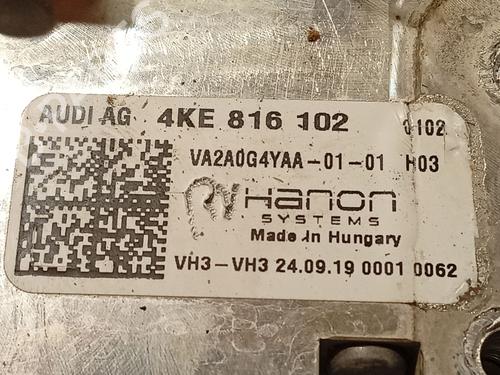 AUDI AG 4KE 816 102 0102
VA2A0G4YAA-01-01 H03
Hanon
SYSTEMS
Made in Hungary
VH3-VH3 24.09.19 0001 0062